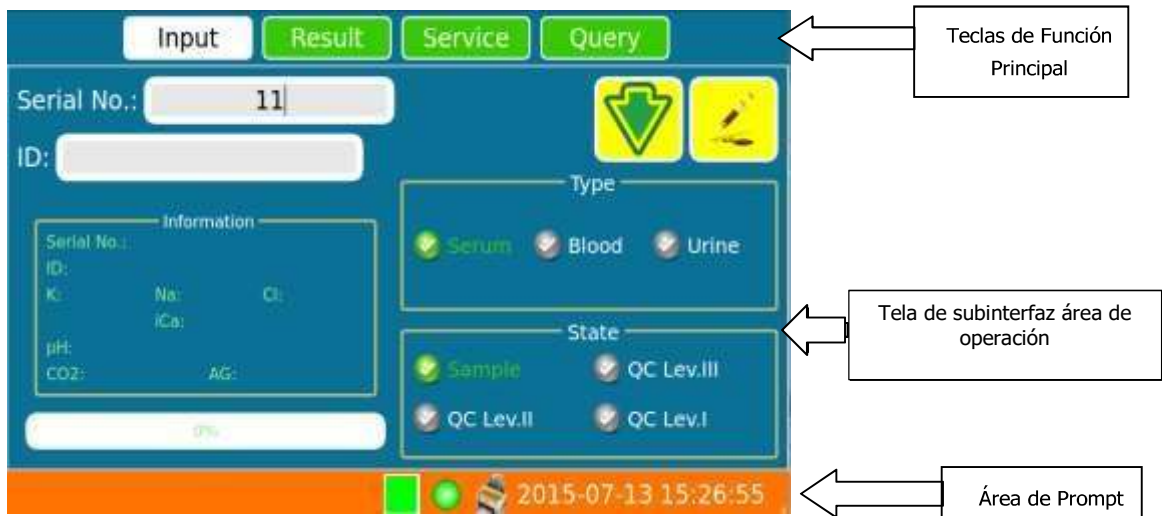 Input Result Service Query
Teclas de Función
Principal
Serial No.: 11
ID:
Type
Serum Blood Urine
Information
Serial No.:
ID:
K: Na: Cl:
iCa:
pH:
CO2: AG:
Tela de subinterfaz área de
operación
State
Sample QC Lev.III
QC Lev.II QC Lev.I
0%
2015-07-13 15:26:55
Área de Prompt